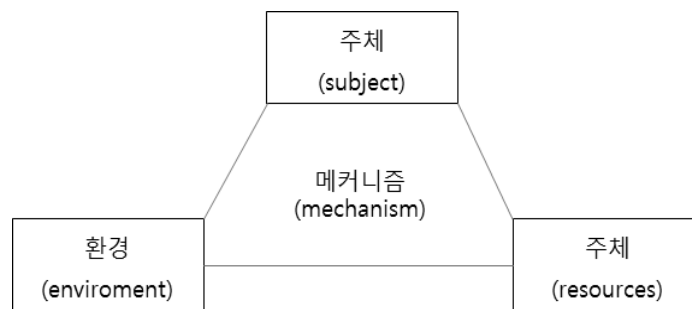 주체
(subject)
메커니즘
(mechanism)
환경
(enviroment)
주체
(resources)